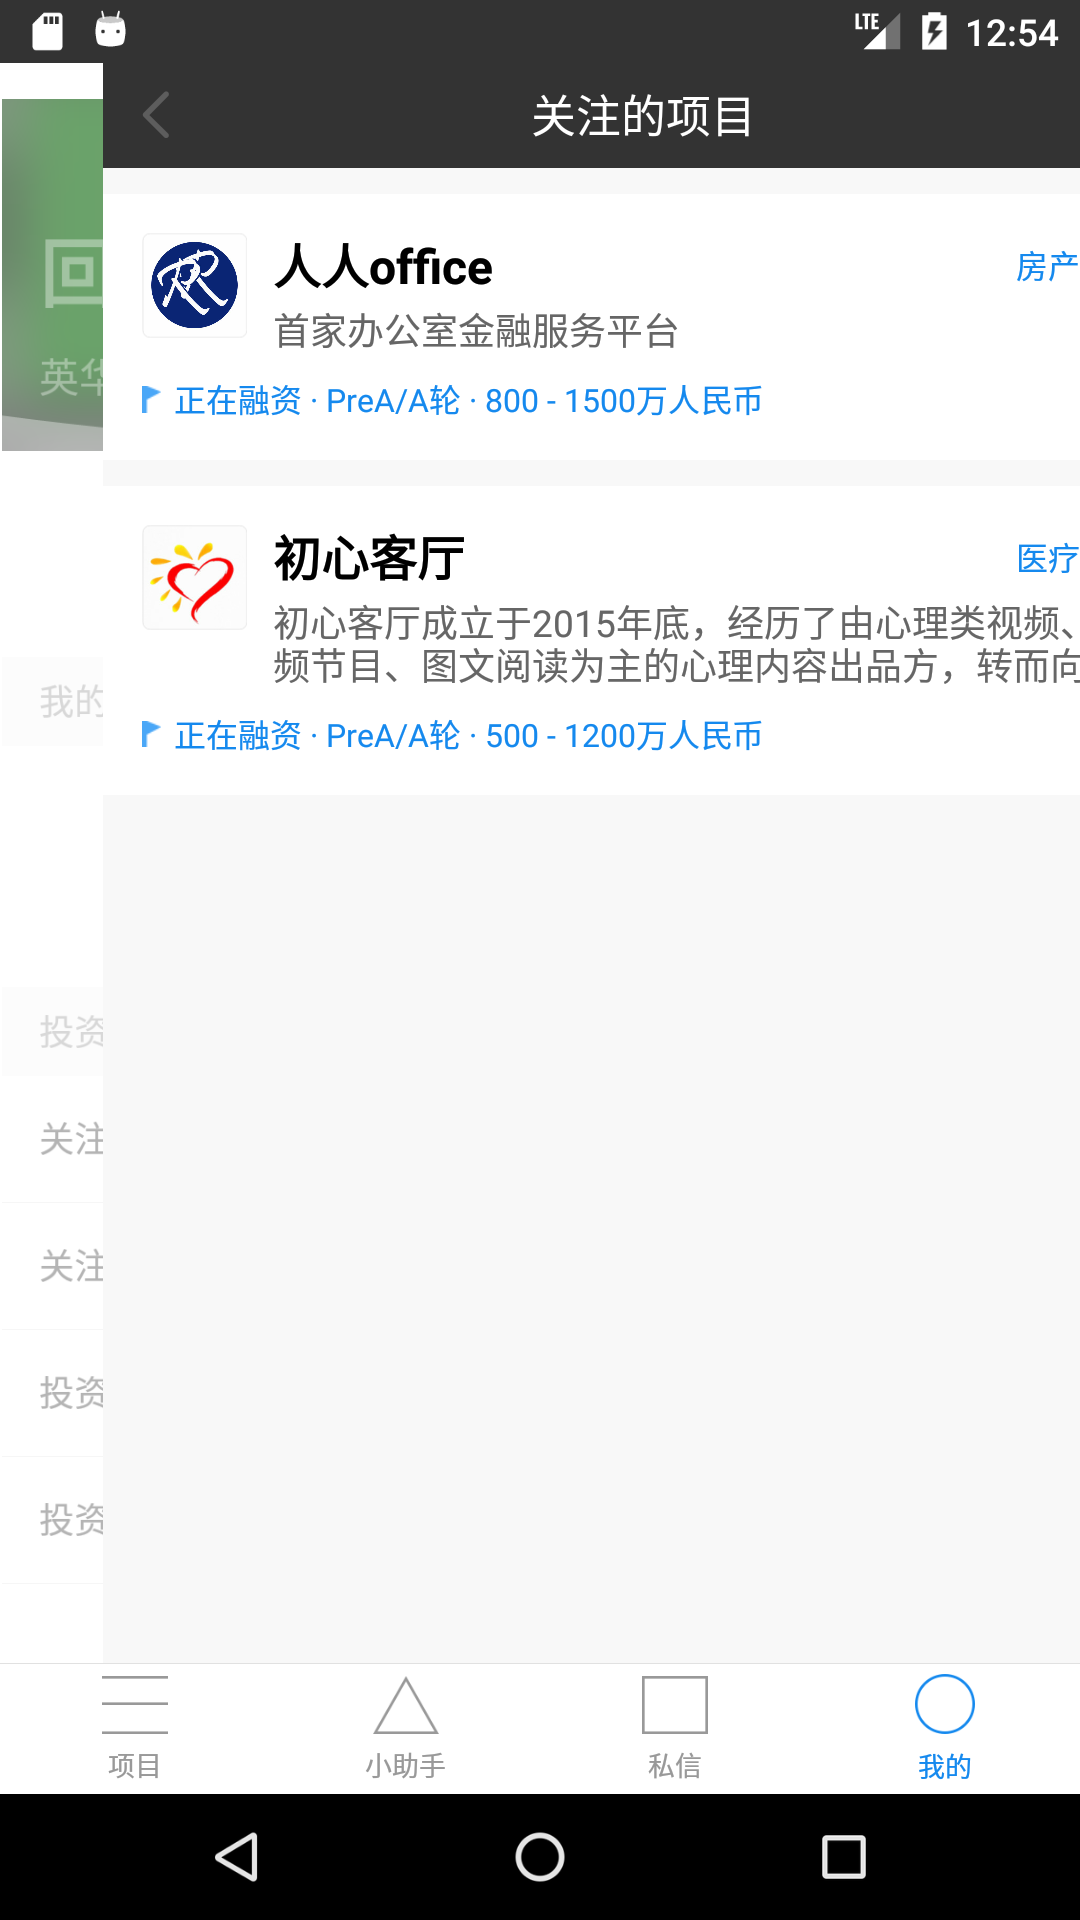 LTE 12:54
关注的项目
回
英华
我的
投资
关注
关注
投资
投资
人人office
房产
首家办公室金融服务平台
正在融资 · PreA/A轮 · 800 - 1500万人民币
初心客厅
医疗
初心客厅成立于2015年底，经历了由心理类视频、
频节目、图文阅读为主的心理内容出品方，转而向
正在融资 · PreA/A轮 · 500 - 1200万人民币
项目
小助手
私信
我的